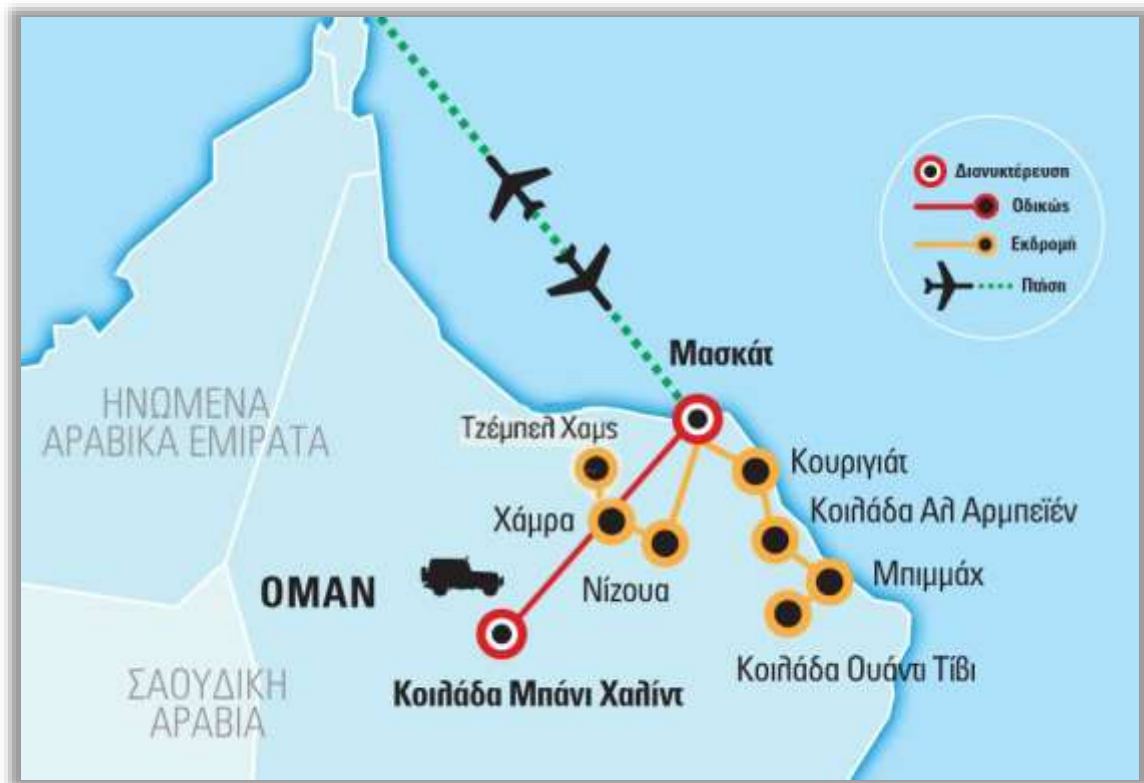 Διανυκτέρευση
Οδικώς
Εκδρομή
Πτήση
Μασκάτ
ΗΝΩΜΕΝΑ
ΑΡΑΒΙΚΑ ΕΜΙΡΑΤΑ
Τζέμπελ Χαμς
Κουριγιάτ
Χάμρα
Κοιλάδα Αλ Αρμπεϊέν
Νίζουα
Μπιμμάχ
ΟΜΑΝ
Κοιλάδα Ουάντι Τίβι
ΣΑΟΥΔΙΚΗ
ΑΡΑΒΙΑ
Κοιλάδα Μπάνι Χαλίντ